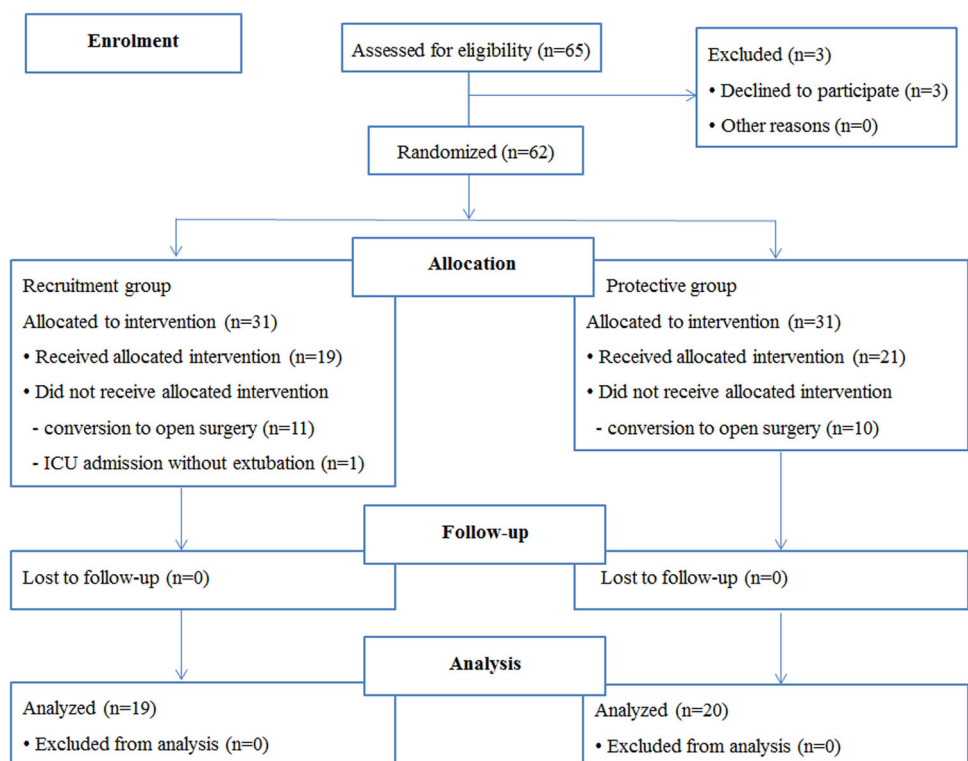 Enrolment
Assessed for eligibility (n=65)
Excluded (n=3)
• Declined to participate (n=3)
• Other reasons (n=0)
Randomized (n=62)
Allocation
Recruitment group
Allocated to intervention (n=31)
• Received allocated intervention (n=19)
• Did not receive allocated intervention
- conversion to open surgery (n=11)
- ICU admission without extubation (n=1)
Protective group
Allocated to intervention (n=31)
• Received allocated intervention (n=21)
• Did not receive allocated intervention
- conversion to open surgery (n=10)
Follow-up
Lost to follow-up (n=0)
Lost to follow-up (n=0)
Analysis
Analyzed (n=19)
• Excluded from analysis (n=0)
Analyzed (n=20)
• Excluded from analysis (n=0)